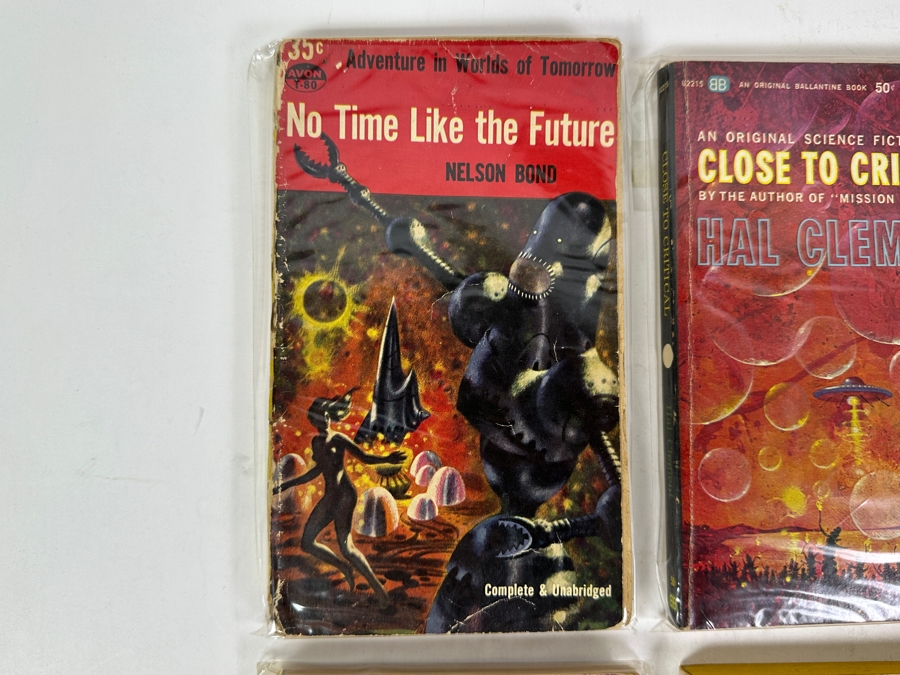 35c
AVON
T-80
Adventure in Worlds of Tomorrow
No Time Like the Future
NELSON BOND
Complete & Unabridged
CLOSE TO CRITICAL
BB
AN ORIGINAL BALLANTINE BOOK
50¢
AN ORIGINAL SCIENCE FICT
CLOSE TO CRI
BY THE AUTHOR OF "MISSION
HAL CLEM